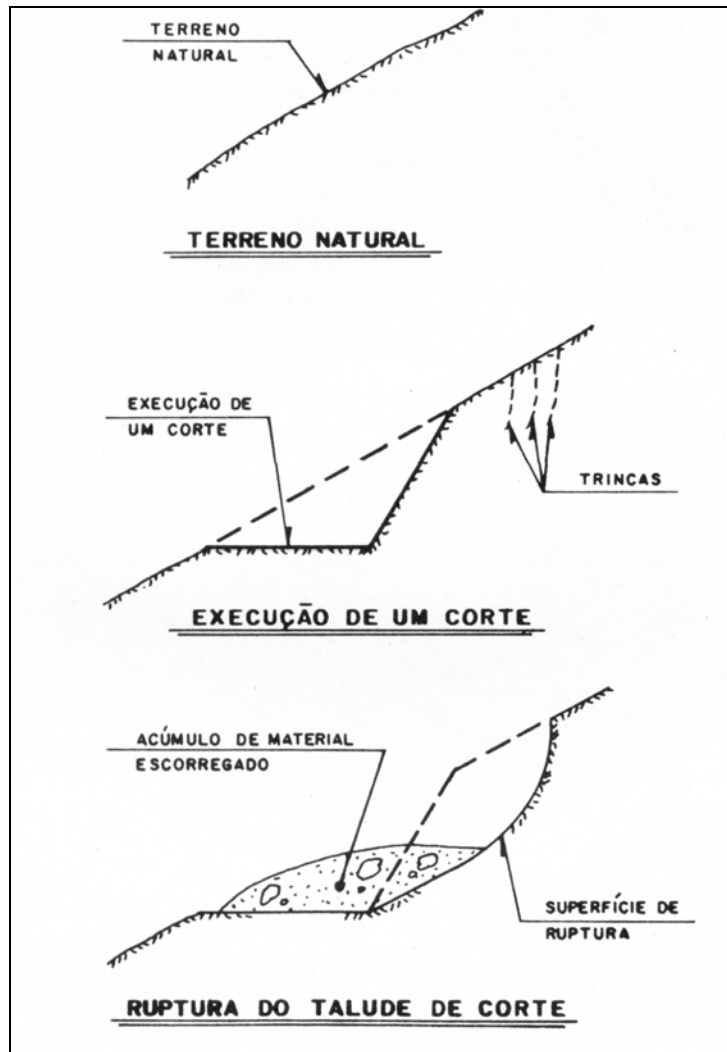 TERRENO
NATURAL
TERRENO NATURAL
EXECUÇÃO DE
UM CORTE
TRINCAS
EXECUÇÃO DE UM CORTE
ACÚMULO DE MATERIAL
ESCORREGADO
SUPERFÍCIE DE
RUPTURA
RUPTURA DO TALUDE DE CORTE